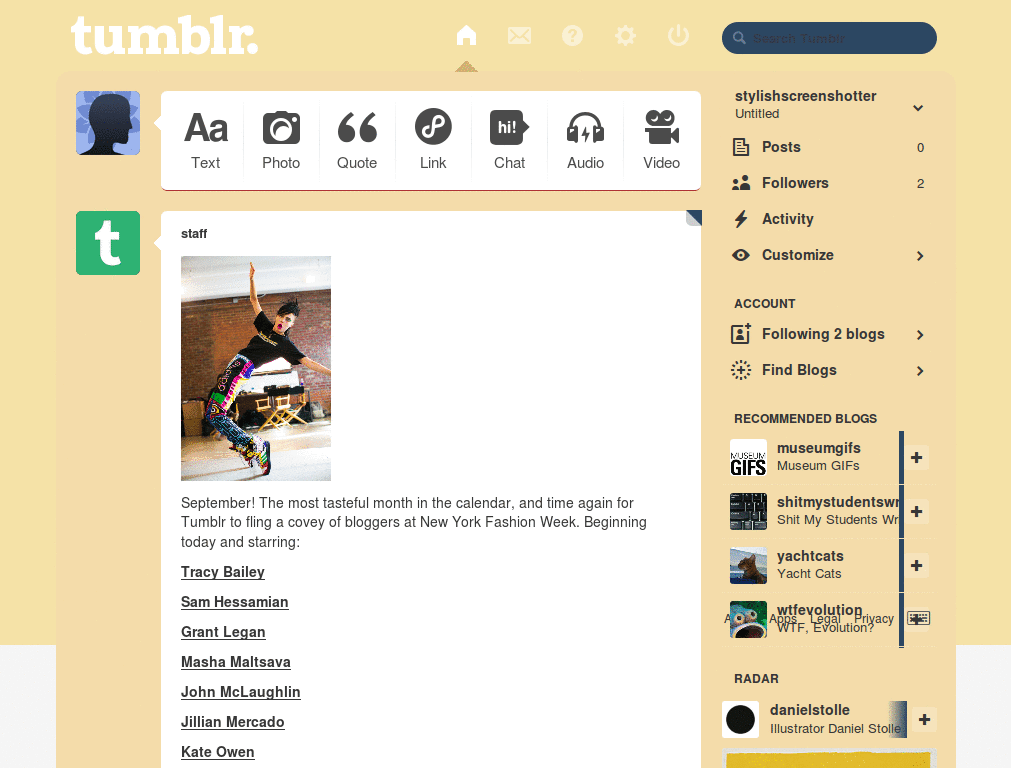 tumblr.
Search Tumblr
Aa
hi!
Text
Photo
Quote
Link
Chat
Audio
Video
t
staff
September! The most tasteful month in the calendar, and time again for
Tumblr to fling a covey of bloggers at New York Fashion Week. Beginning
today and starring:
Tracy Bailey
Sam Hessamian
Grant Legan
Masha Maltsava
John McLaughlin
Jillian Mercado
Kate Owen
stylishscreenshotter
Untitled
Posts 0
Followers 2
Activity
Customize
ACCOUNT
Following 2 blogs
Find Blogs
RECOMMENDED BLOGS
MUSEUM
GIFS
museumgifs
Museum GIFs
shitmystudentswr
Shit My Students Wr
yachtcats
Yacht Cats
wtfevolution
Apps Legal Privacy
WTF, Evolution?
RADAR
danielstolle
Illustrator Daniel Stolle